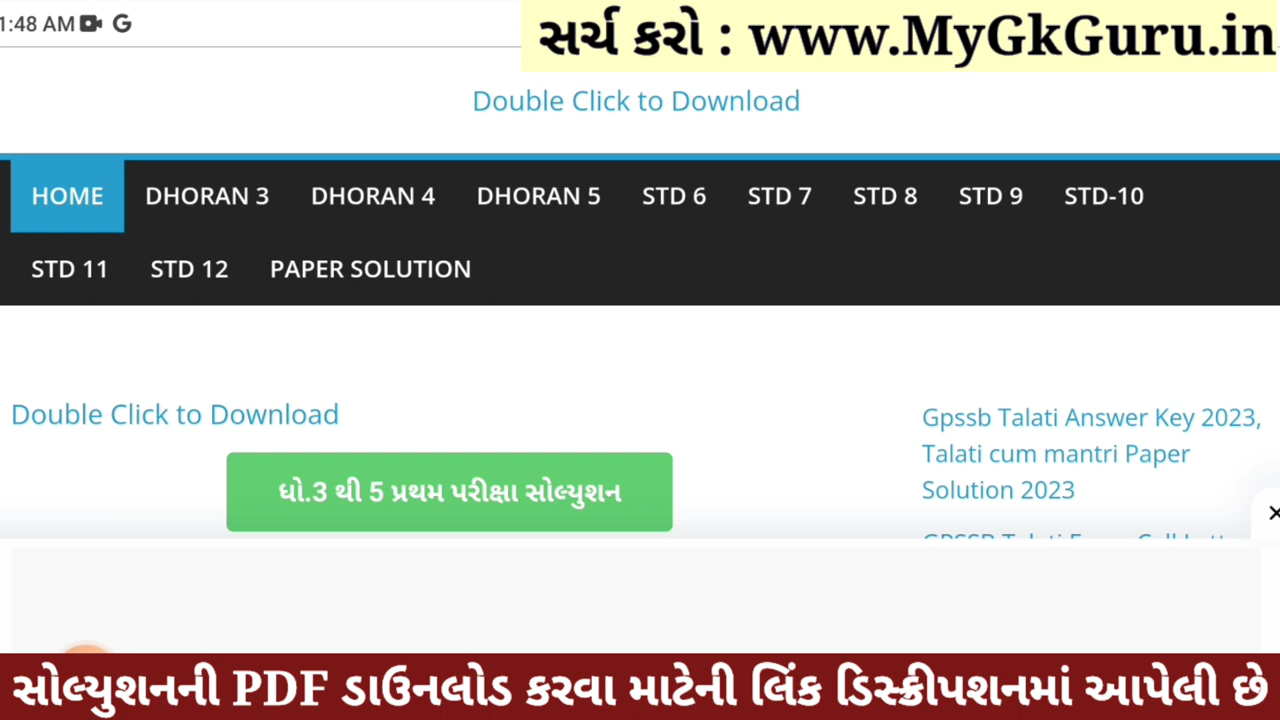 1:48 AM
સર્ચ કરો : www.MyGkGuru.in
Double Click to Download
HOME DHORAN 3 DHORAN 4 DHORAN 5 STD 6 STD 7 STD 8 STD 9 STD-10
STD 11 STD 12 PAPER SOLUTION
Double Click to Download
ધો.3 થી 5 પ્રથમ પરીક્ષા સોલ્યુશન
Gpssb Talati Answer Key 2023,
Talati cum mantri Paper
Solution 2023
સોલ્યુશનની PDF ડાઉનલોડ કરવા માટેની લિંક ડિસ્ક્રીપશનમાં આપેલી છે